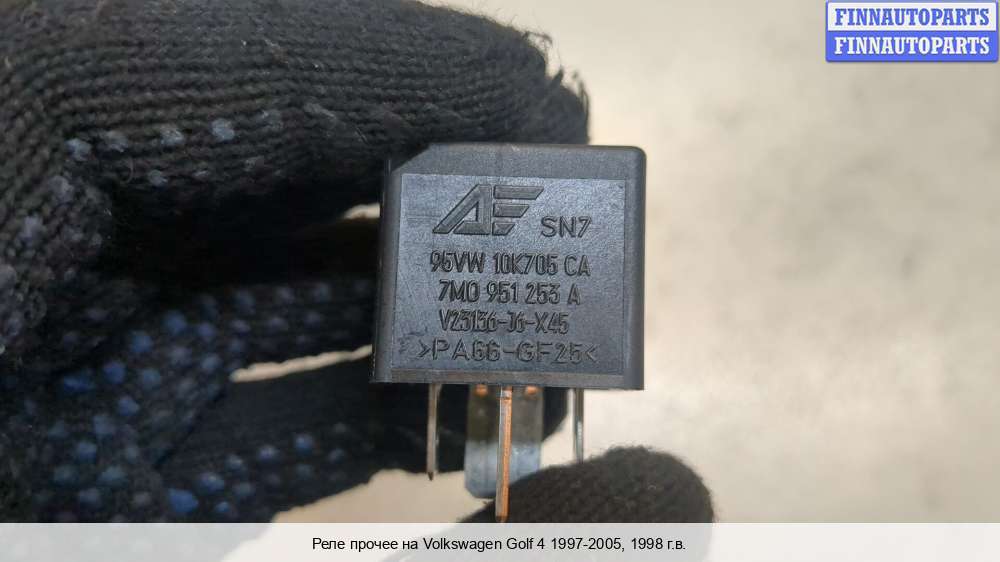 FINNAUTOPARTS
FINNAUTOPARTS
SN7
95VW 10K705 CA
7M0 951 253 A
V23136-J6-X45
>PA66-GF25<
Реле прочее на Volkswagen Golf 4 1997-2005, 1998 г.в.